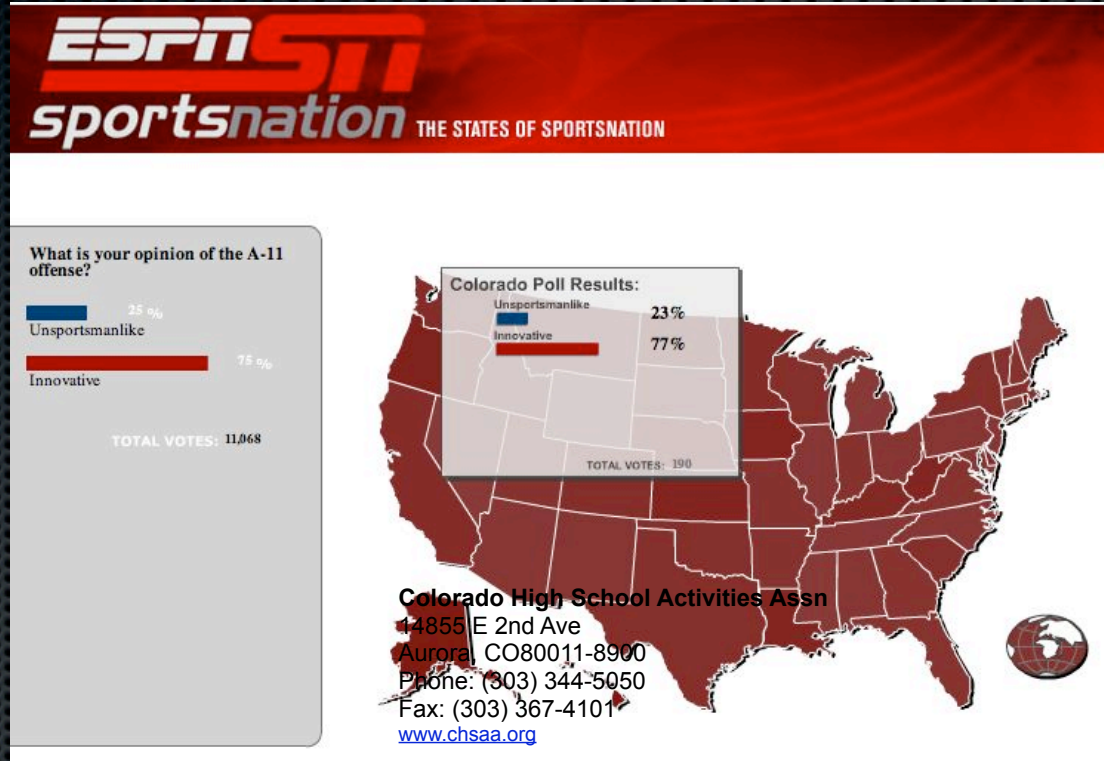 ESPN SN
sportsnation THE STATES OF SPORTSNATION
What is your opinion of the A-11
offense?
25 %
Unsportsmanlike
75 %
Innovative
TOTAL VOTES: 11,068
Colorado Poll Results:
Unsportsmanlike
23%
Innovative
77%
TOTAL VOTES: 190
Colorado High School Activities Assn
14855 E 2nd Ave
Aurora, CO80011-8900
Phone: (303) 344-5050
Fax: (303) 367-4101
www.chsaa.org